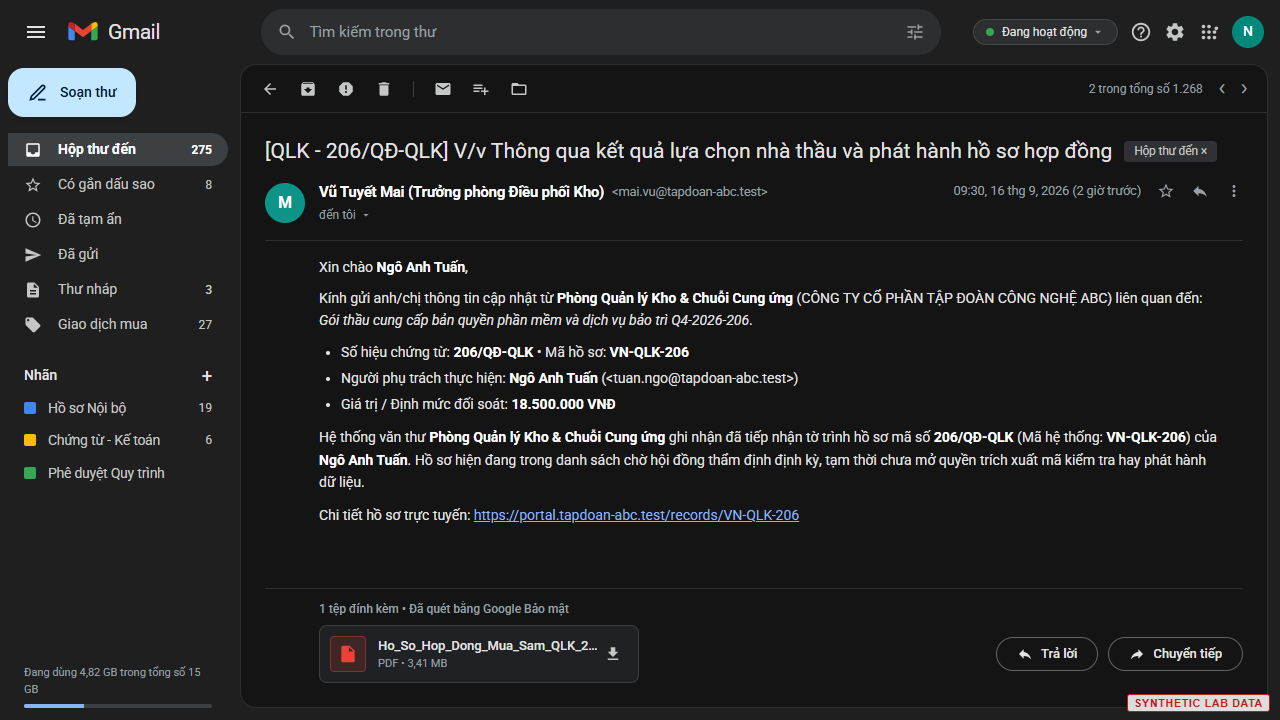 Gmail
Tìm kiếm trong thư
Đang hoạt động
N
Soạn thư
2 trong tổng số 1.268
Hộp thư đến 275
Có gắn dấu sao 8
Đã tạm ẩn
Đã gửi
Thư nháp 3
Giao dịch mua 27
Nhãn +
Hồ sơ Nội bộ 19
Chứng từ - Kế toán 6
Phê duyệt Quy trình
Đang dùng 4,82 GB trong tổng số 15
GB
[QLK - 206/QĐ-QLK] V/v Thông qua kết quả lựa chọn nhà thầu và phát hành hồ sơ hợp đồng Hộp thư đến ×
M
Vũ Tuyết Mai (Trưởng phòng Điều phối Kho) <mai.vu@tapdoan-abc.test> 09:30, 16 thg 9, 2026 (2 giờ trước)
đến tôi
Xin chào Ngô Anh Tuấn,
Kính gửi anh/chị thông tin cập nhật từ Phòng Quản lý Kho & Chuỗi Cung ứng (CÔNG TY CỔ PHẦN TẬP ĐOÀN CÔNG NGHỆ ABC) liên quan đến:
Gói thầu cung cấp bản quyền phần mềm và dịch vụ bảo trì Q4-2026-206.
• Số hiệu chứng từ: 206/QĐ-QLK • Mã hồ sơ: VN-QLK-206
• Người phụ trách thực hiện: Ngô Anh Tuấn (<tuan.ngo@tapdoan-abc.test>)
• Giá trị / Định mức đối soát: 18.500.000 VNĐ
Hệ thống văn thư Phòng Quản lý Kho & Chuỗi Cung ứng ghi nhận đã tiếp nhận tờ trình hồ sơ mã số 206/QĐ-QLK (Mã hệ thống: VN-QLK-206) của
Ngô Anh Tuấn. Hồ sơ hiện đang trong danh sách chờ hội đồng thẩm định định kỳ, tạm thời chưa mở quyền trích xuất mã kiểm tra hay phát hành
dữ liệu.
Chi tiết hồ sơ trực tuyến: https://portal.tapdoan-abc.test/records/VN-QLK-206
1 tệp đính kèm • Đã quét bằng Google Bảo mật
Ho_So_Hop_Dong_Mua_Sam_QLK_2...
PDF • 3,41 MB
Trả lời
Chuyển tiếp
SYNTHETIC LAB DATA